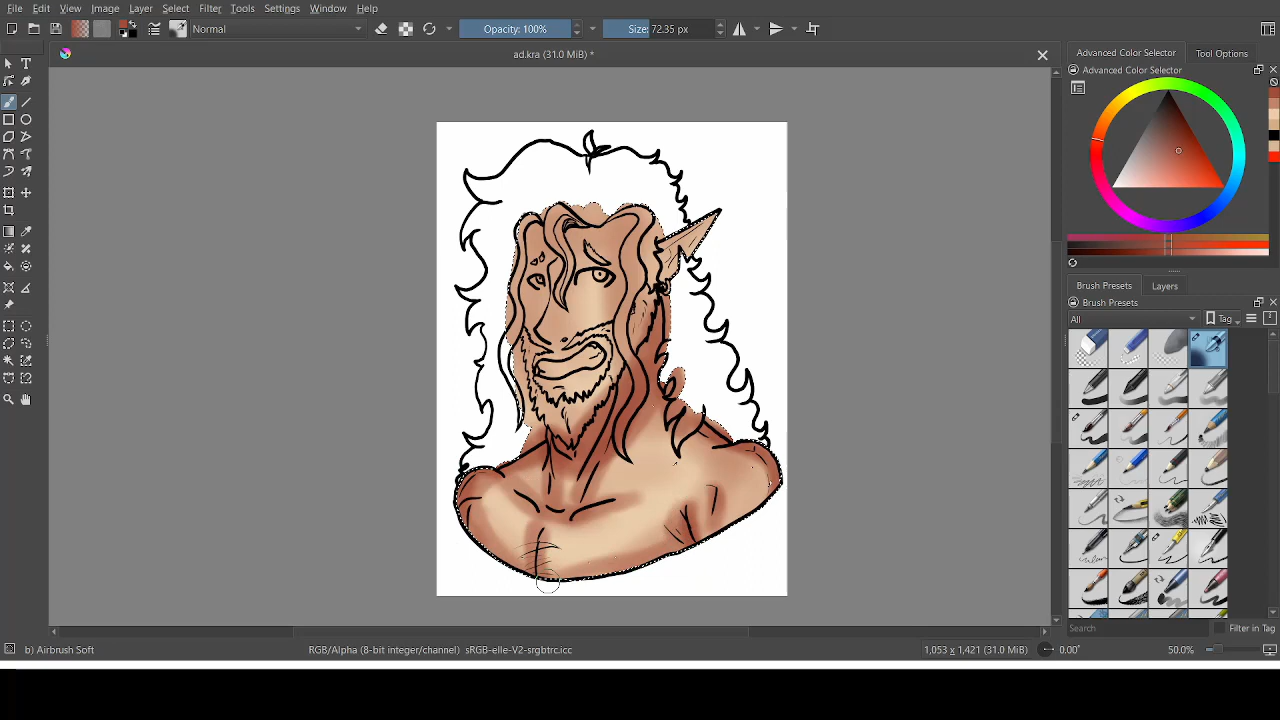 File Edit View Image Layer Select Filter Tools Settings Window Help
Normal Opacity: 100% Size: 72.35 px
ad.kra (31.0 MiB) *
Advanced Color Selector Tool Options
Advanced Color Selector
Brush Presets Layers
Brush Presets
All Tag
Search Filter in Tag
b) Airbrush Soft RGB/Alpha (8-bit integer/channel) sRGB-elle-V2-srgbtrc.icc 1,053 x 1,421 (31.0 MiB) 0.00° 50.0%